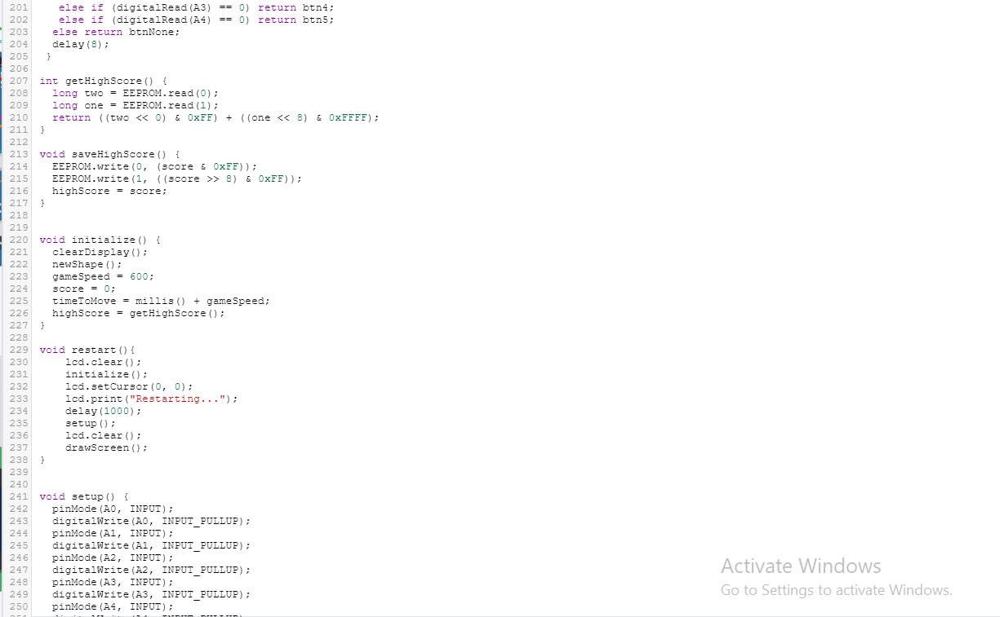 201     else if (digitalRead(A3) == 0) return btn4;
202     else if (digitalRead(A4) == 0) return btn5;
203    else return btnNone;
204    delay(8);
205   }
206
207  int getHighScore() {
208    long two = EEPROM.read(0);
209    long one = EEPROM.read(1);
210    return ((two << 0) & 0xFF) + ((one << 8) & 0xFFFF);
211  }
212
213  void saveHighScore() {
214    EEPROM.write(0, (score & 0xFF));
215    EEPROM.write(1, ((score >> 8) & 0xFF));
216    highScore = score;
217  }
218
219
220  void initialize() {
221    clearDisplay();
222    newShape();
223    gameSpeed = 600;
224    score = 0;
225    timeToMove = millis() + gameSpeed;
226    highScore = getHighScore();
227  }
228
229  void restart(){
230      lcd.clear();
231      initialize();
232      lcd.setCursor(0, 0);
233      lcd.print("Restarting...");
234      delay(1000);
235      setup();
236      lcd.clear();
237      drawScreen();
238  }
239
240
241  void setup() {
242    pinMode(A0, INPUT);
243    digitalWrite(A0, INPUT_PULLUP);
244    pinMode(A1, INPUT);
245    digitalWrite(A1, INPUT_PULLUP);
246    pinMode(A2, INPUT);
247    digitalWrite(A2, INPUT_PULLUP);
248    pinMode(A3, INPUT);
249    digitalWrite(A3, INPUT_PULLUP);
250    pinMode(A4, INPUT);
Activate Windows
Go to Settings to activate Windows.